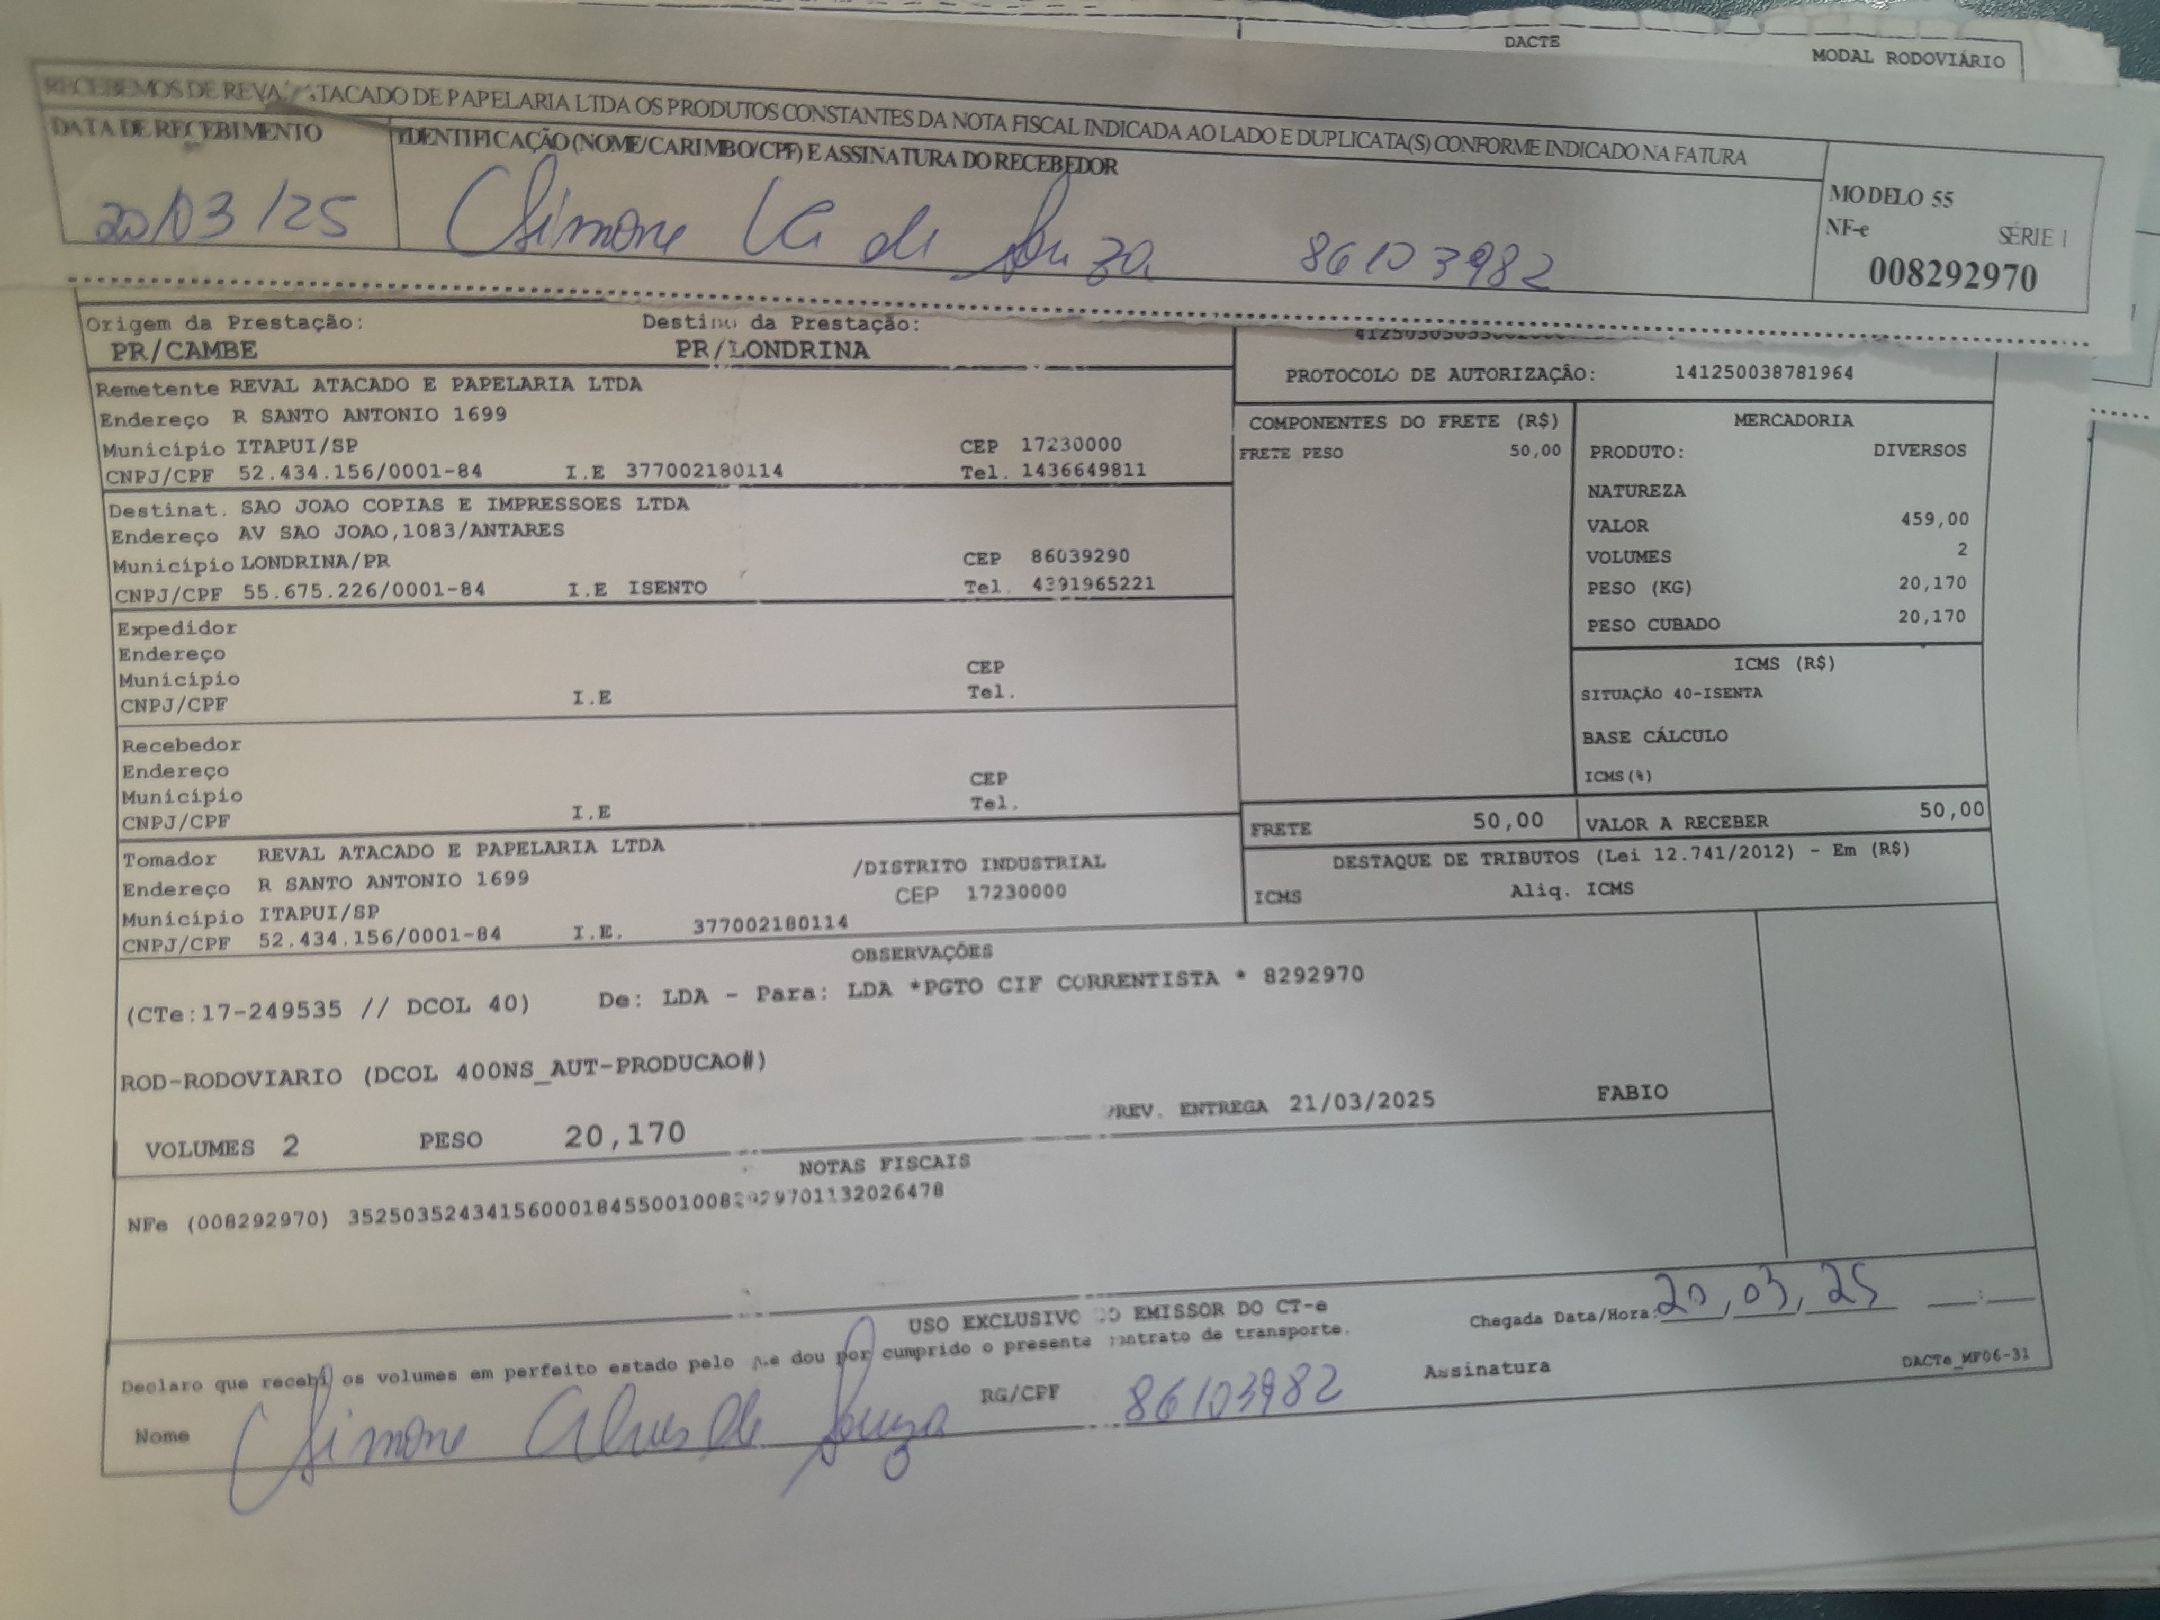 DACTE
MODAL RODOVIÁRIO
RECEBEMOS DE REVAL ATACADO DE PAPELARIA LTDA OS PRODUTOS CONSTANTES DA NOTA FISCAL INDICADA AO LADO E DUPLICATA(S) CONFORME INDICADO NA FATURA
DATA DE RECEBIMENTO
IDENTIFICAÇÃO (NOME/CARIMBO/CPF) E ASSINATURA DO RECEBEDOR
20/03/25 Simone de Souza 86103982
MODELO 55
NF-e SÉRIE 1
008292970
Origem da Prestação: Destino da Prestação:
PR/CAMBE PR/LONDRINA
PROTOCOLO DE AUTORIZAÇÃO: 141250038781964
Remetente REVAL ATACADO E PAPELARIA LTDA
Endereço R SANTO ANTONIO 1699
Município ITAPUI/SP CEP 17230000
CNPJ/CPF 52.434.156/0001-84 I.E 377002180114 Tel. 1436649811
Destinat. SAO JOAO COPIAS E IMPRESSOES LTDA
Endereço AV SAO JOAO,1083/ANTARES
Município LONDRINA/PR CEP 86039290
CNPJ/CPF 55.675.226/0001-84 I.E ISENTO Tel. 4391965221
Expedidor
Endereço
Município CEP
CNPJ/CPF I.E Tel.
Recebedor
Endereço
Município CEP
CNPJ/CPF I.E Tel.
Tomador REVAL ATACADO E PAPELARIA LTDA
Endereço R SANTO ANTONIO 1699 /DISTRITO INDUSTRIAL
Município ITAPUI/SP CEP 17230000
CNPJ/CPF 52.434.156/0001-84 I.E. 377002180114
COMPONENTES DO FRETE (R$)
FRETE PESO 50,00
MERCADORIA
PRODUTO: DIVERSOS
NATUREZA
VALOR 459,00
VOLUMES 2
PESO (KG) 20,170
PESO CUBADO 20,170
ICMS (R$)
SITUAÇÃO 40-ISENTA
BASE CÁLCULO
ICMS(%)
FRETE 50,00 VALOR A RECEBER 50,00
DESTAQUE DE TRIBUTOS (Lei 12.741/2012) - Em (R$)
ICMS Aliq. ICMS
OBSERVAÇÕES
(CTe:17-249535 // DCOL 40) De: LDA - Para: LDA *PGTO CIF CORRENTISTA * 8292970
ROD-RODOVIARIO (DCOL 400NS_AUT-PRODUCAO#)
PREV. ENTREGA 21/03/2025 FABIO
VOLUMES 2 PESO 20,170
NOTAS FISCAIS
NFe (008292970) 35250352434156000184550010082929701132026478
USO EXCLUSIVO DO EMISSOR DO CT-e
Chegada Data/Hora: 20,03,25 :
Declaro que recebi os volumes em perfeito estado pelo que dou por cumprido o presente contrato de transporte.
Nome Simone Alves de Souza RG/CPF 86103982 Assinatura
DACTe_MF06-31